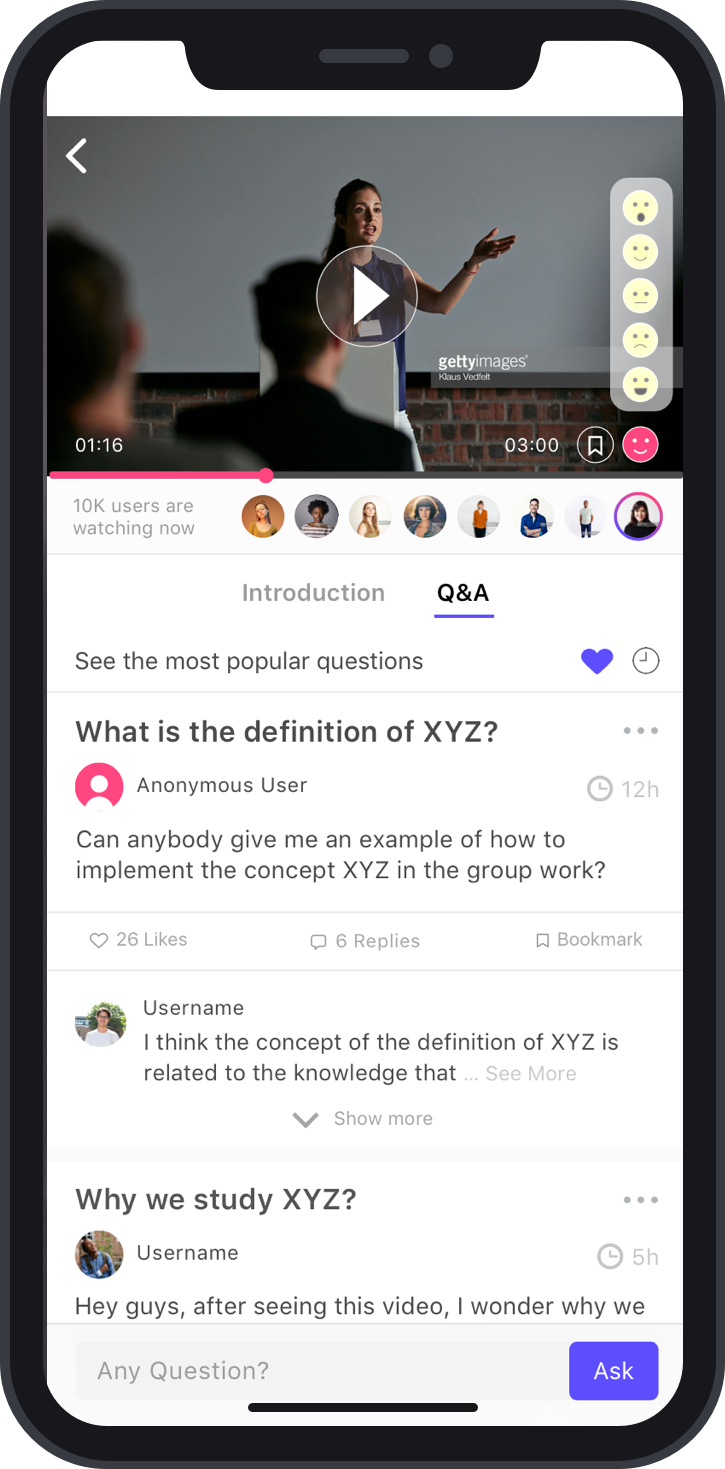 gettyimages®
Klaus Vedfelt
01:16
03:00
10K users are
watching now
Introduction
Q&A
See the most popular questions
What is the definition of XYZ?
Anonymous User
12h
Can anybody give me an example of how to
implement the concept XYZ in the group work?
26 Likes
6 Replies
Bookmark
Username
I think the concept of the definition of XYZ is
related to the knowledge that ... See More
Show more
Why we study XYZ?
Username
5h
Hey guys, after seeing this video, I wonder why we
Any Question?
Ask